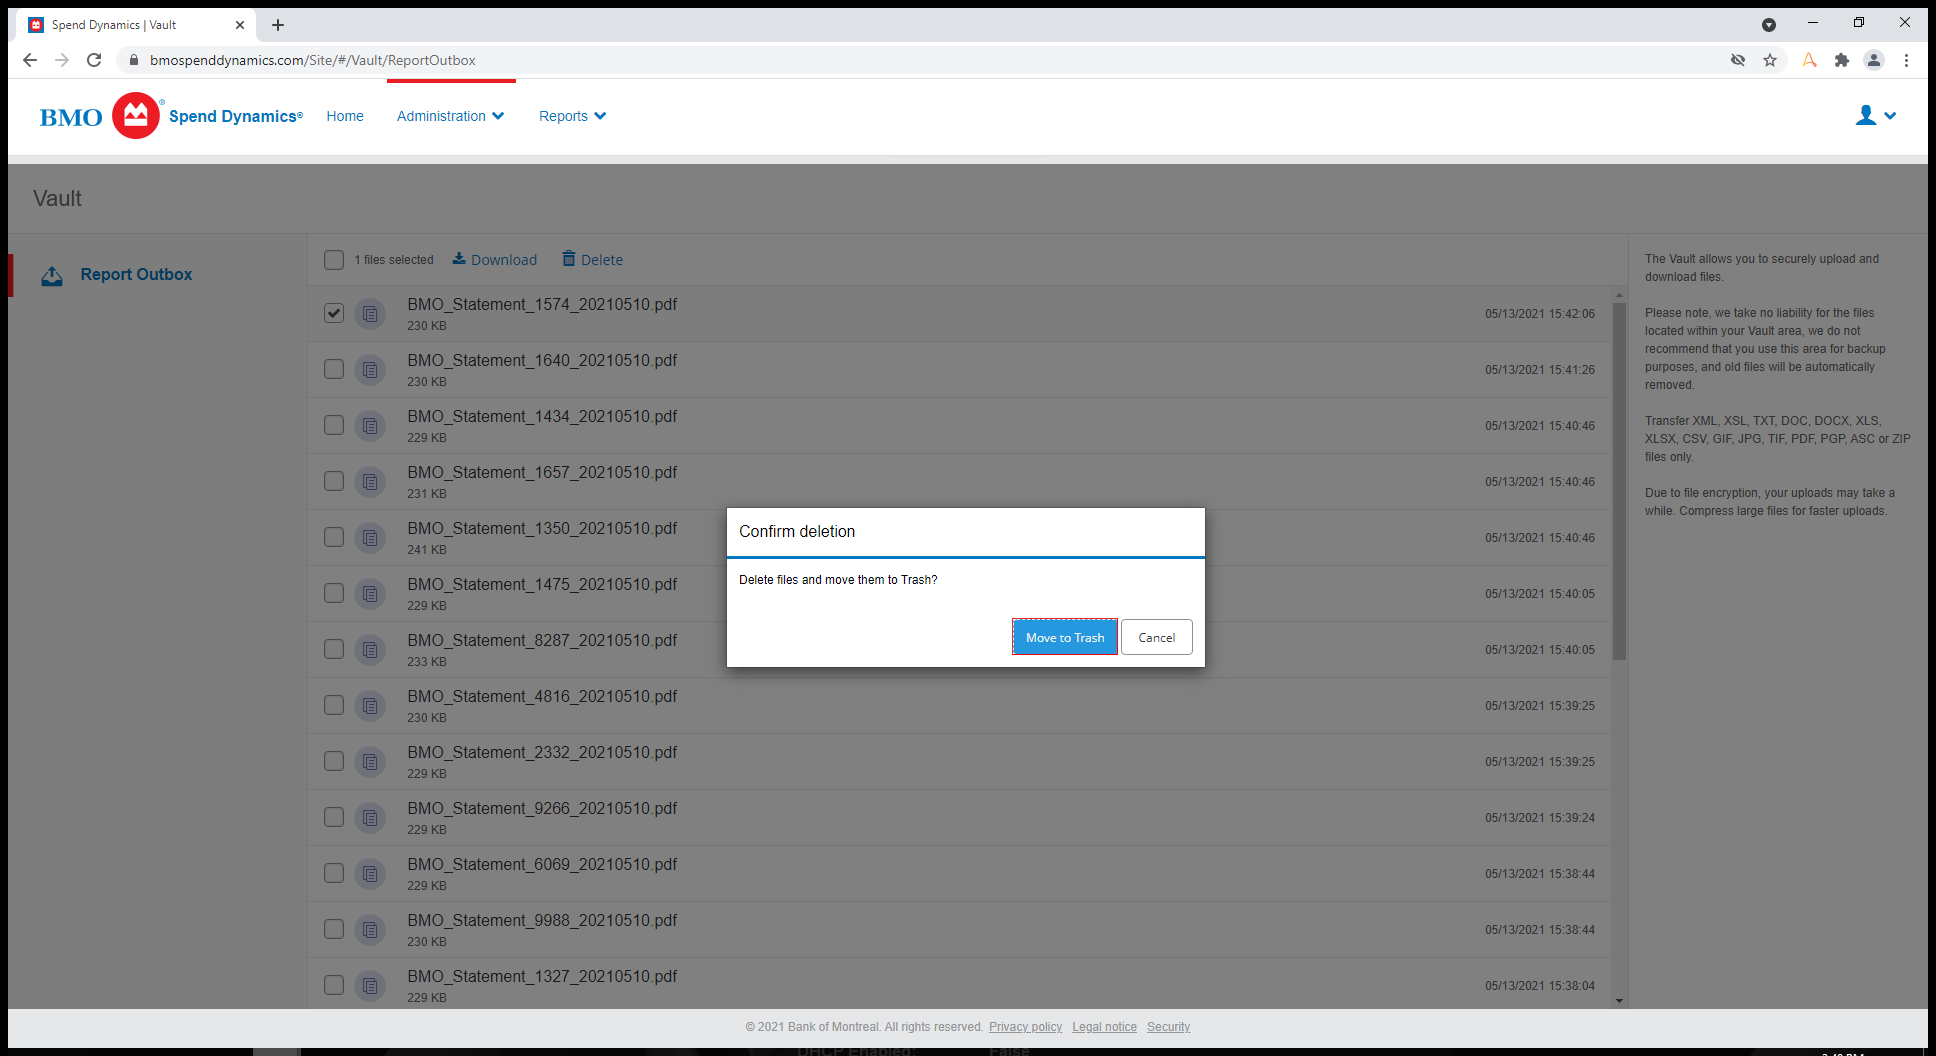 Spend Dynamics | Vault
bmospenddynamics.com/Site/#/Vault/ReportOutbox
BMO ® Spend Dynamics® Home Administration Reports
Vault
Report Outbox
1 files selected Download Delete
BMO_Statement_1574_20210510.pdf
230 KB
05/13/2021 15:42:06
BMO_Statement_1640_20210510.pdf
230 KB
05/13/2021 15:41:26
BMO_Statement_1434_20210510.pdf
229 KB
05/13/2021 15:40:46
BMO_Statement_1657_20210510.pdf
231 KB
05/13/2021 15:40:46
BMO_Statement_1350_20210510.pdf
241 KB
05/13/2021 15:40:46
BMO_Statement_1475_20210510.pdf
229 KB
05/13/2021 15:40:05
BMO_Statement_8287_20210510.pdf
233 KB
05/13/2021 15:40:05
BMO_Statement_4816_20210510.pdf
230 KB
05/13/2021 15:39:25
BMO_Statement_2332_20210510.pdf
229 KB
05/13/2021 15:39:25
BMO_Statement_9266_20210510.pdf
229 KB
05/13/2021 15:39:24
BMO_Statement_6069_20210510.pdf
229 KB
05/13/2021 15:38:44
BMO_Statement_9988_20210510.pdf
230 KB
05/13/2021 15:38:44
BMO_Statement_1327_20210510.pdf
229 KB
05/13/2021 15:38:04
Confirm deletion
Delete files and move them to Trash?
Move to Trash Cancel
The Vault allows you to securely upload and
download files.
Please note, we take no liability for the files
located within your Vault area, we do not
recommend that you use this area for backup
purposes, and old files will be automatically
removed.
Transfer XML, XSL, TXT, DOC, DOCX, XLS,
XLSX, CSV, GIF, JPG, TIF, PDF, PGP, ASC or ZIP
files only.
Due to file encryption, your uploads may take a
while. Compress large files for faster uploads.
© 2021 Bank of Montreal. All rights reserved. Privacy policy Legal notice Security
DHCP Enabled: False